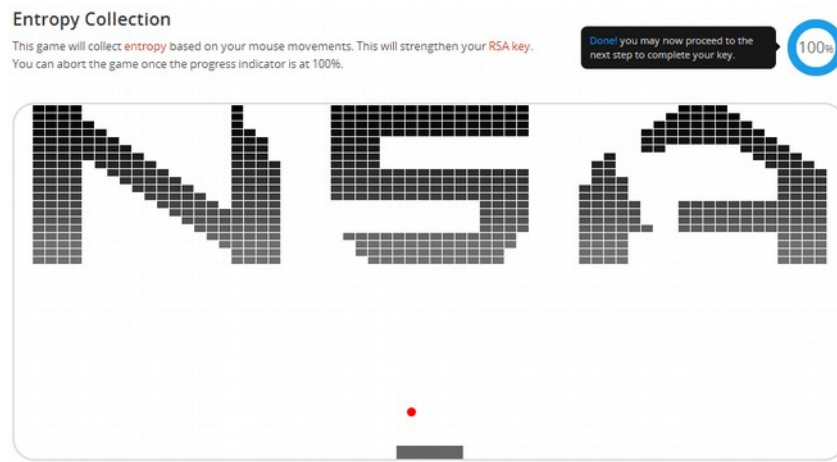 Entropy Collection
This game will collect entropy based on your mouse movements. This will strengthen your RSA key.
You can abort the game once the progress indicator is at 100%.
Done! you may now proceed to the
next step to complete your key.
100%
NSA